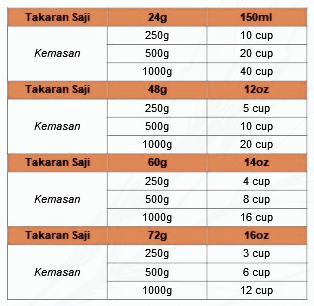 Takaran Saji 24g 150ml
250g 10 cup
Kemasan 500g 20 cup
1000g 40 cup
Takaran Saji 48g 12oz
250g 5 cup
Kemasan 500g 10 cup
1000g 20 cup
Takaran Saji 60g 14oz
250g 4 cup
Kemasan 500g 8 cup
1000g 16 cup
Takaran Saji 72g 16oz
250g 3 cup
Kemasan 500g 6 cup
1000g 12 cup